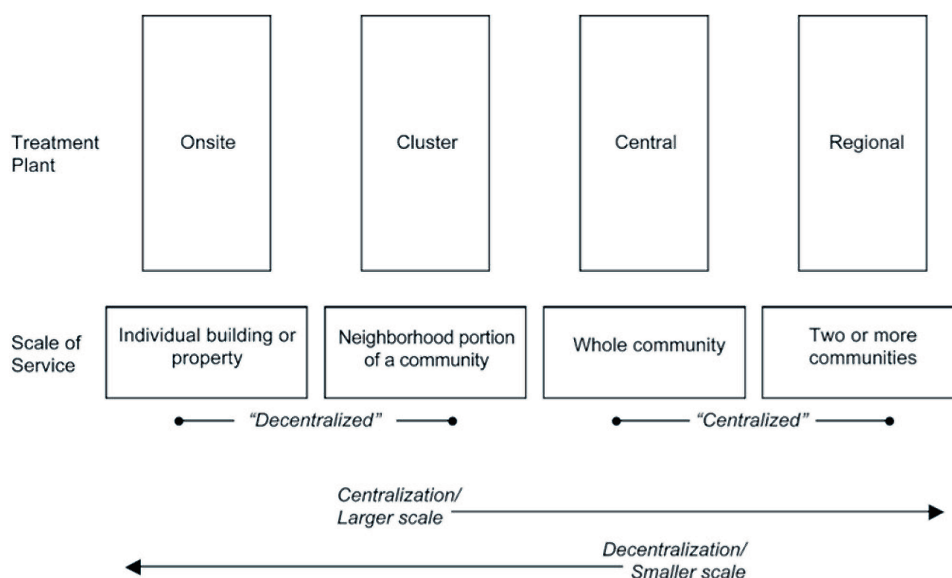 Treatment
Plant
Onsite
Cluster
Central
Regional
Scale of
Service
Individual building or
property
Neighborhood portion
of a community
Whole community
Two or more
communities
“Decentralized”
“Centralized”
Centralization/
Larger scale
Decentralization/
Smaller scale